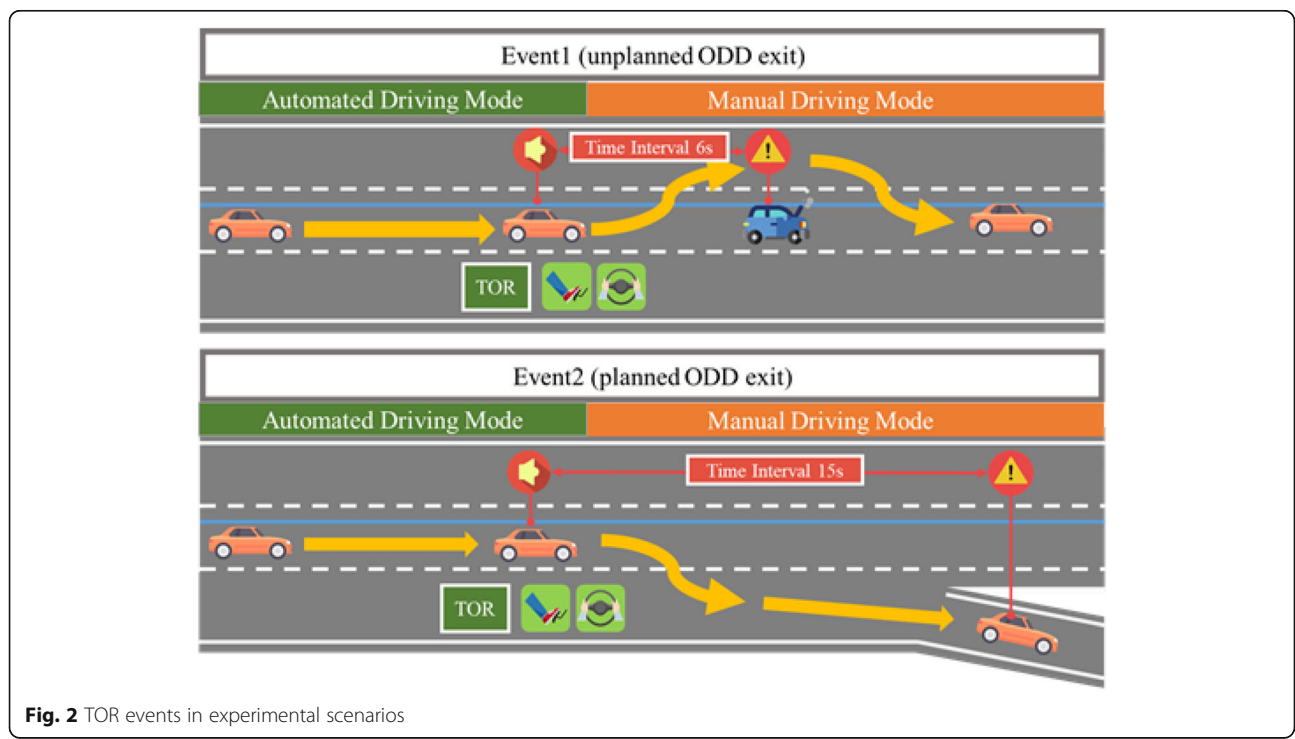 Event1 (unplanned ODD exit)
Automated Driving Mode
Manual Driving Mode
Time Interval 6s
TOR
Event2 (planned ODD exit)
Automated Driving Mode
Manual Driving Mode
Time Interval 15s
TOR
Fig. 2 TOR events in experimental scenarios